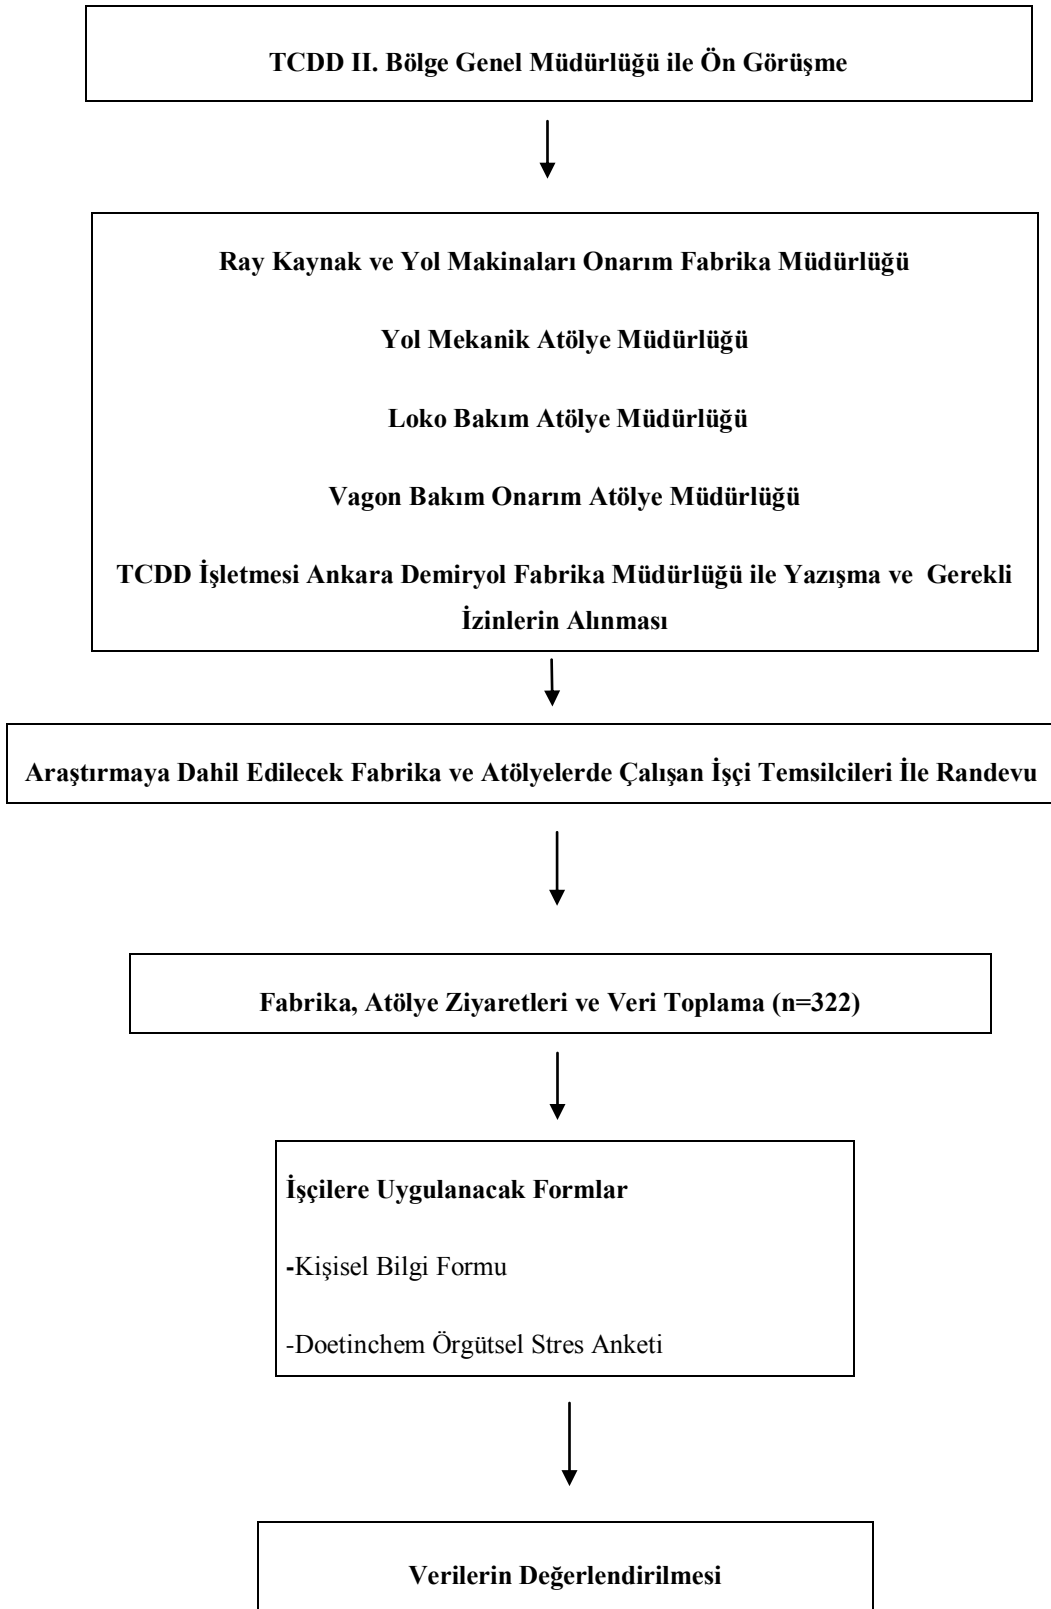 TCDD II. Bölge Genel Müdürlüğü ile Ön Görüşme
Ray Kaynak ve Yol Makinaları Onarım Fabrika Müdürlüğü
Yol Mekanik Atölye Müdürlüğü
Loko Bakım Atölye Müdürlüğü
Vagon Bakım Onarım Atölye Müdürlüğü
TCDD İşletmesi Ankara Demiryol Fabrika Müdürlüğü ile Yazışma ve Gerekli
İzinlerin Alınması
Araştırmaya Dahil Edilecek Fabrika ve Atölyelerde Çalışan İşçi Temsilcileri İle Randevu
Fabrika, Atölye Ziyaretleri ve Veri Toplama (n=322)
İşçilere Uygulanacak Formlar
-Kişisel Bilgi Formu
-Doetinchem Örgütsel Stres Anketi
Verilerin Değerlendirilmesi